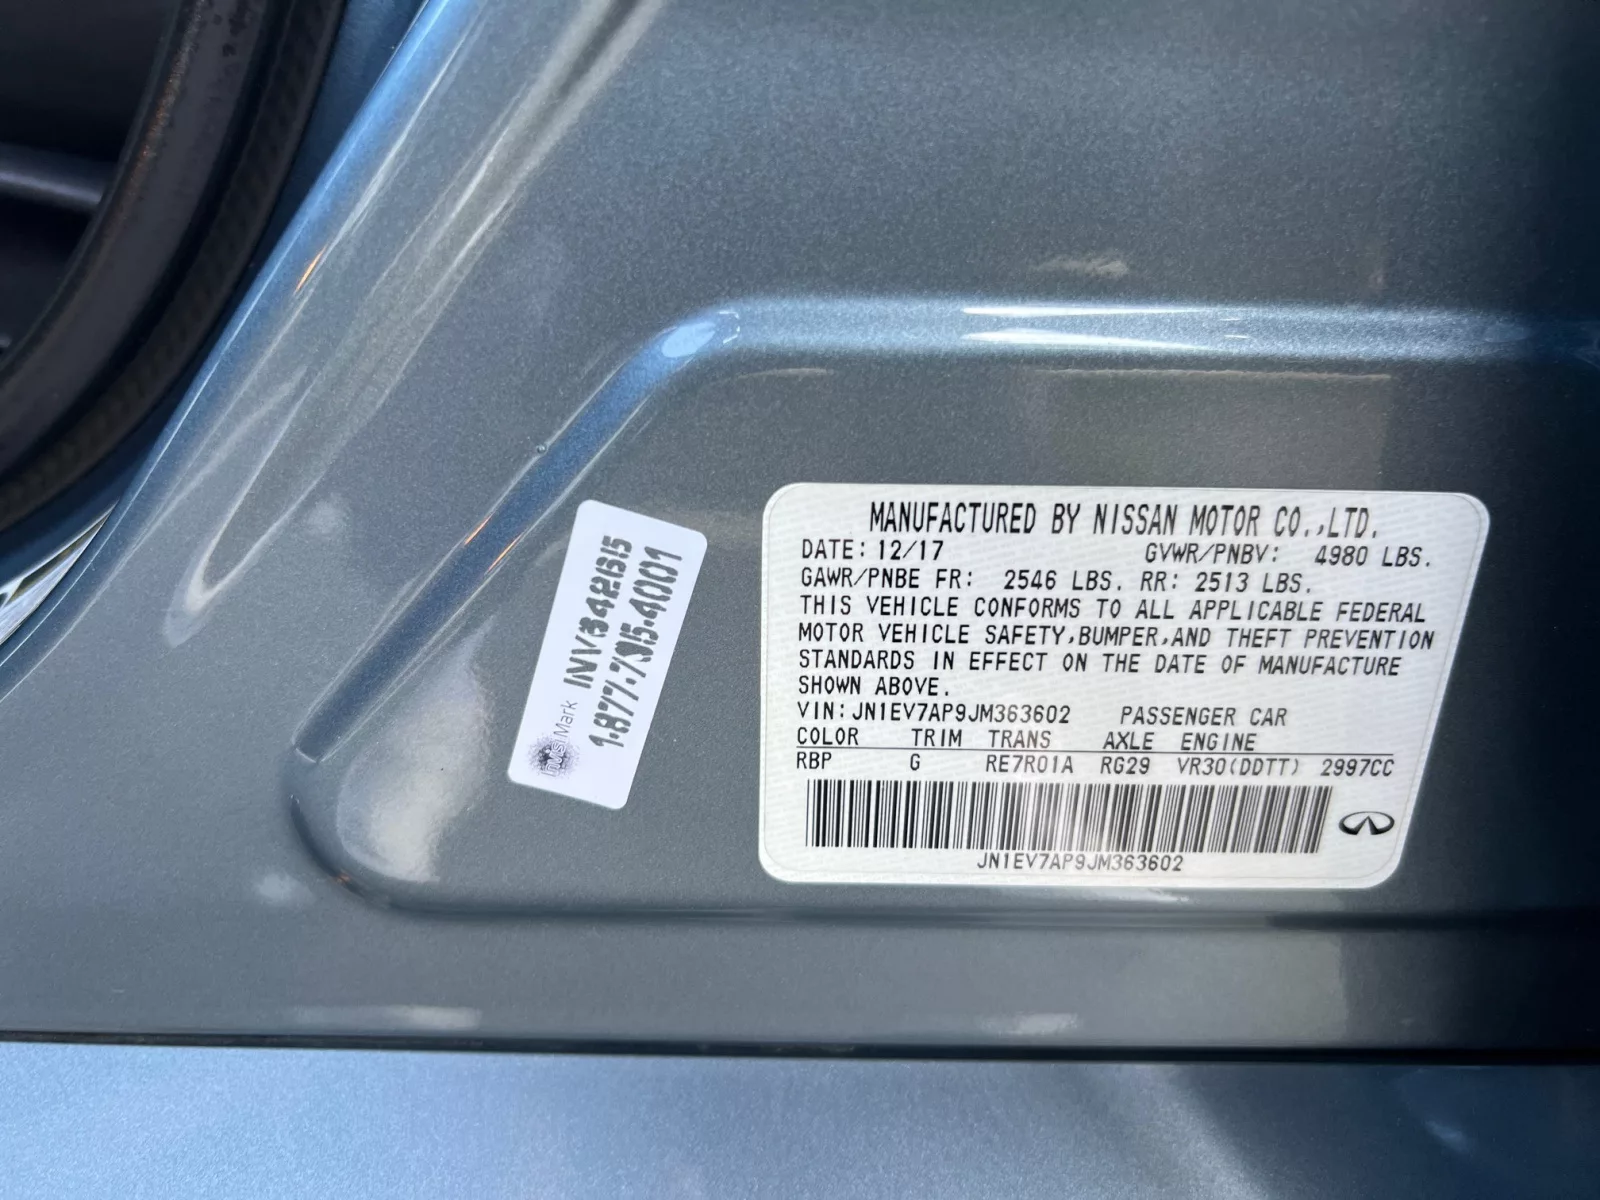 MANUFACTURED BY NISSAN MOTOR CO.,LTD.
DATE: 12/17 GVWR/PNBV: 4980 LBS.
GAWR/PNBE FR: 2546 LBS. RR: 2513 LBS.
THIS VEHICLE CONFORMS TO ALL APPLICABLE FEDERAL
MOTOR VEHICLE SAFETY,BUMPER,AND THEFT PREVENTION
STANDARDS IN EFFECT ON THE DATE OF MANUFACTURE
SHOWN ABOVE.
VIN:JN1EV7AP9JM363602 PASSENGER CAR
COLOR TRIM TRANS AXLE ENGINE
RBP G RE7R01A RG29 VR30(DDTT) 2997CC
JN1EV7AP9JM363602
Mark
1.877.795.4001